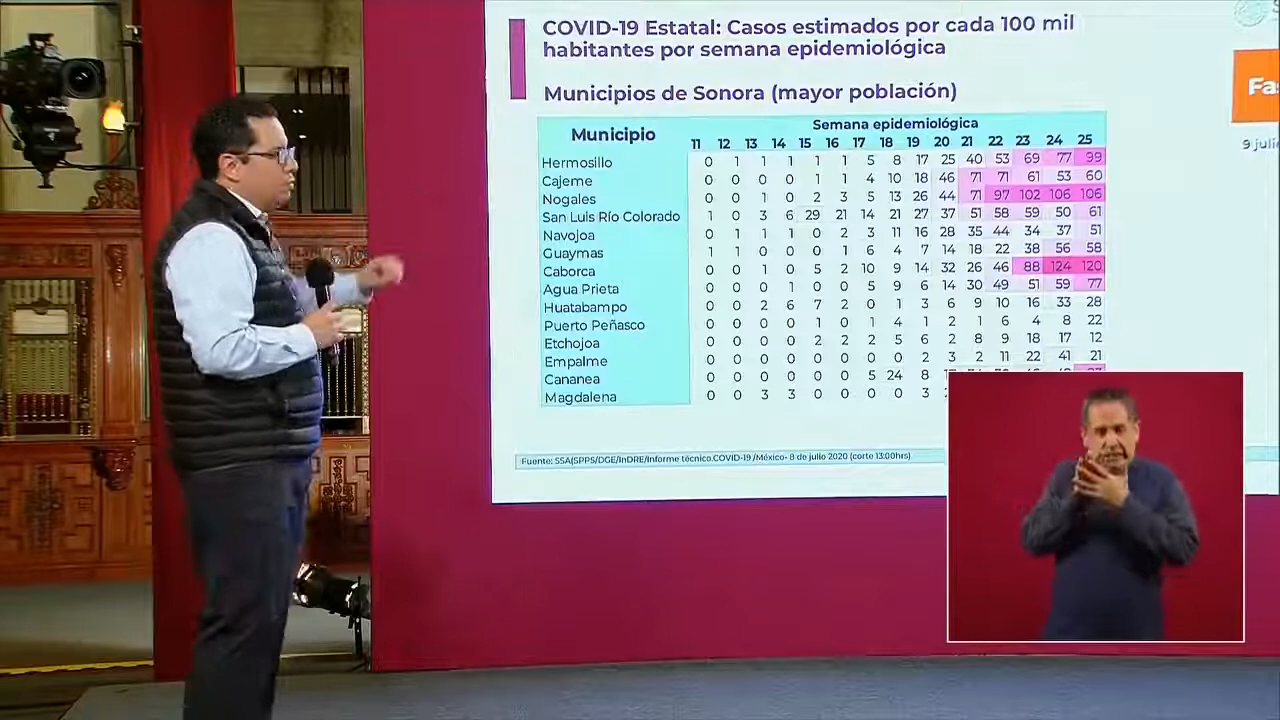 COVID-19 Estatal: Casos estimados por cada 100 mil
habitantes por semana epidemiológica
Municipios de Sonora (mayor población)
Municipio
Semana epidemiológica
11 12 13 14 15 16 17 18 19 20 21 22 23 24 25
Hermosillo 0 1 1 1 1 1 5 8 17 25 40 53 69 77 99
Cajeme 0 0 0 0 1 1 4 10 18 46 71 71 61 53 60
Nogales 0 0 1 0 2 3 5 13 26 44 71 97 102 106 106
San Luis Río Colorado 1 0 3 6 29 21 14 21 27 37 51 58 59 50 61
Navojoa 0 1 1 1 0 2 3 11 16 28 35 44 34 37 51
Guaymas 1 1 0 0 0 1 6 4 7 14 18 22 38 56 58
Caborca 0 0 1 0 5 2 10 9 14 32 26 46 88 124 120
Agua Prieta 0 0 0 1 0 0 5 9 6 14 30 49 51 59 77
Huatabampo 0 0 2 6 7 2 0 1 3 6 9 10 16 33 28
Puerto Peñasco 0 0 0 0 1 0 1 4 1 2 1 6 4 8 22
Etchojoa 0 0 0 0 2 2 2 5 6 2 8 9 18 17 12
Empalme 0 0 0 0 0 0 0 0 2 3 2 11 22 41 21
Cananea 0 0 0 0 0 0 5 24 8
Magdalena 0 0 3 3 0 0 0 0 3
Fuente: SSA(SPPS/DGE/InDRE/Informe técnico.COVID-19 /México- 8 de julio 2020 (corte 13:00hrs)
Fa
9 juli